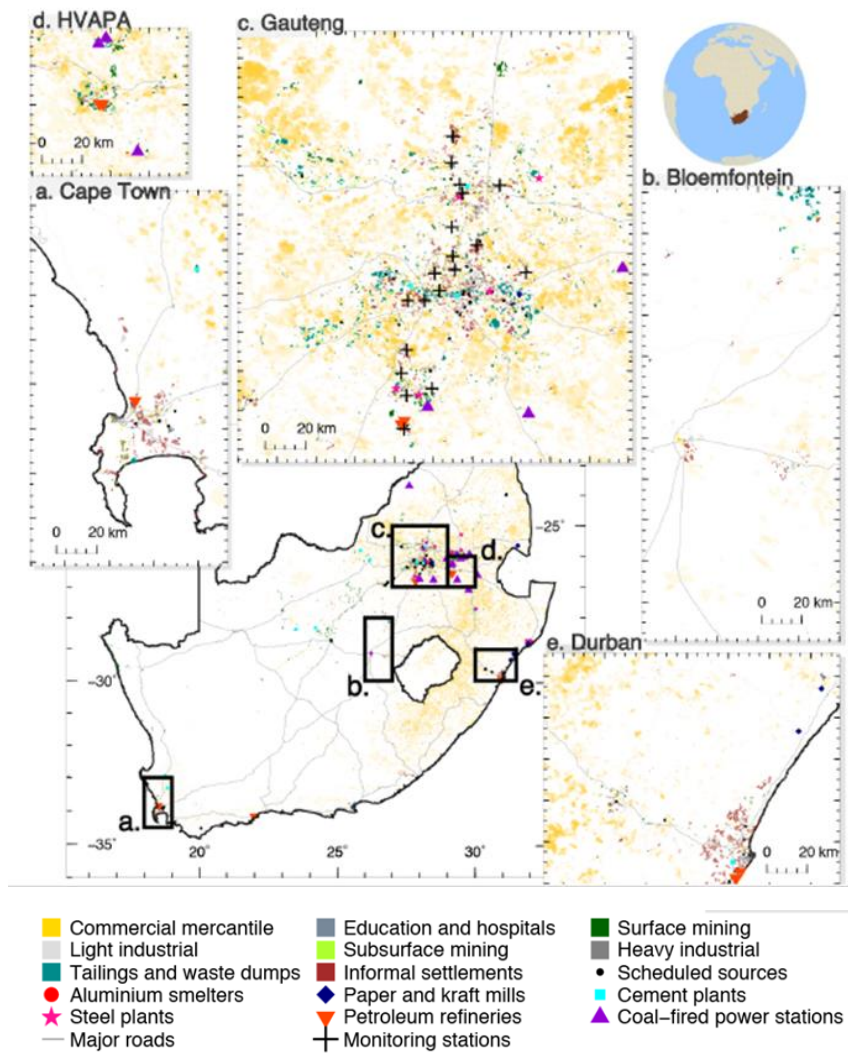 d. HVAPA
c. Gauteng
0 20 km
a. Cape Town
b. Bloemfontein
0 20 km
0 20 km
0 20 km
c.
d.
−25°
b.
e.
e. Durban
−30°
a.
−35°
20°
25°
30°
0 20 km
Commercial mercantile
Education and hospitals
Surface mining
Light industrial
Subsurface mining
Heavy industrial
Tailings and waste dumps
Informal settlements
Scheduled sources
Aluminium smelters
Paper and kraft mills
Cement plants
Steel plants
Petroleum refineries
Coal−fired power stations
Major roads
Monitoring stations